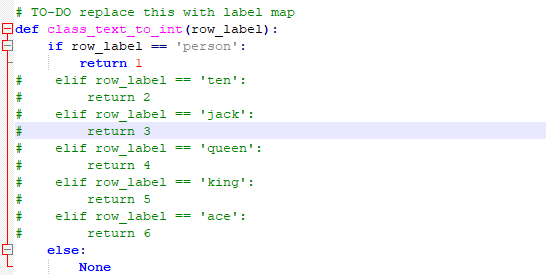 # TO-DO replace this with label map
def class_text_to_int(row_label):
    if row_label == 'person':
        return 1
#    elif row_label == 'ten':
#        return 2
#    elif row_label == 'jack':
#        return 3
#    elif row_label == 'queen':
#        return 4
#    elif row_label == 'king':
#        return 5
#    elif row_label == 'ace':
#        return 6
    else:
        None